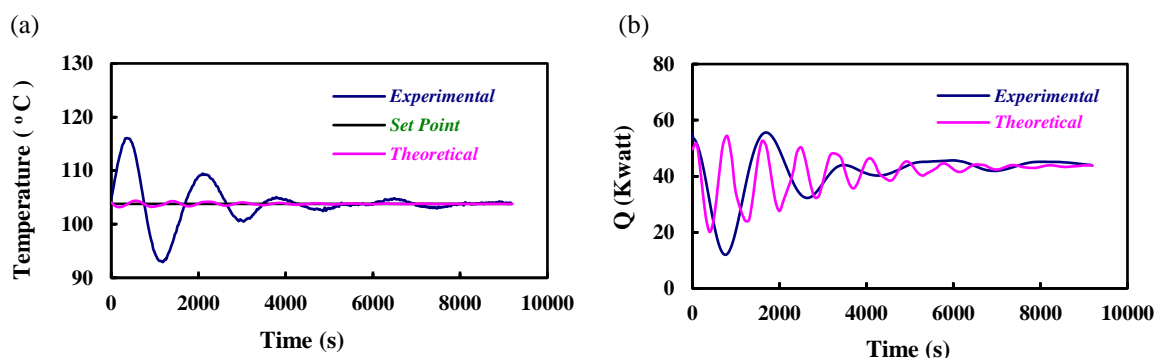 (a)
130
120
110
100
90
Temperature ( °C )
Experimental
Set Point
Theoretical
0 2000 4000 6000 8000 10000
Time (s)
(b)
80
60
40
20
0
Q (Kwatt)
Experimental
Theoretical
0 2000 4000 6000 8000 10000
Time (s)